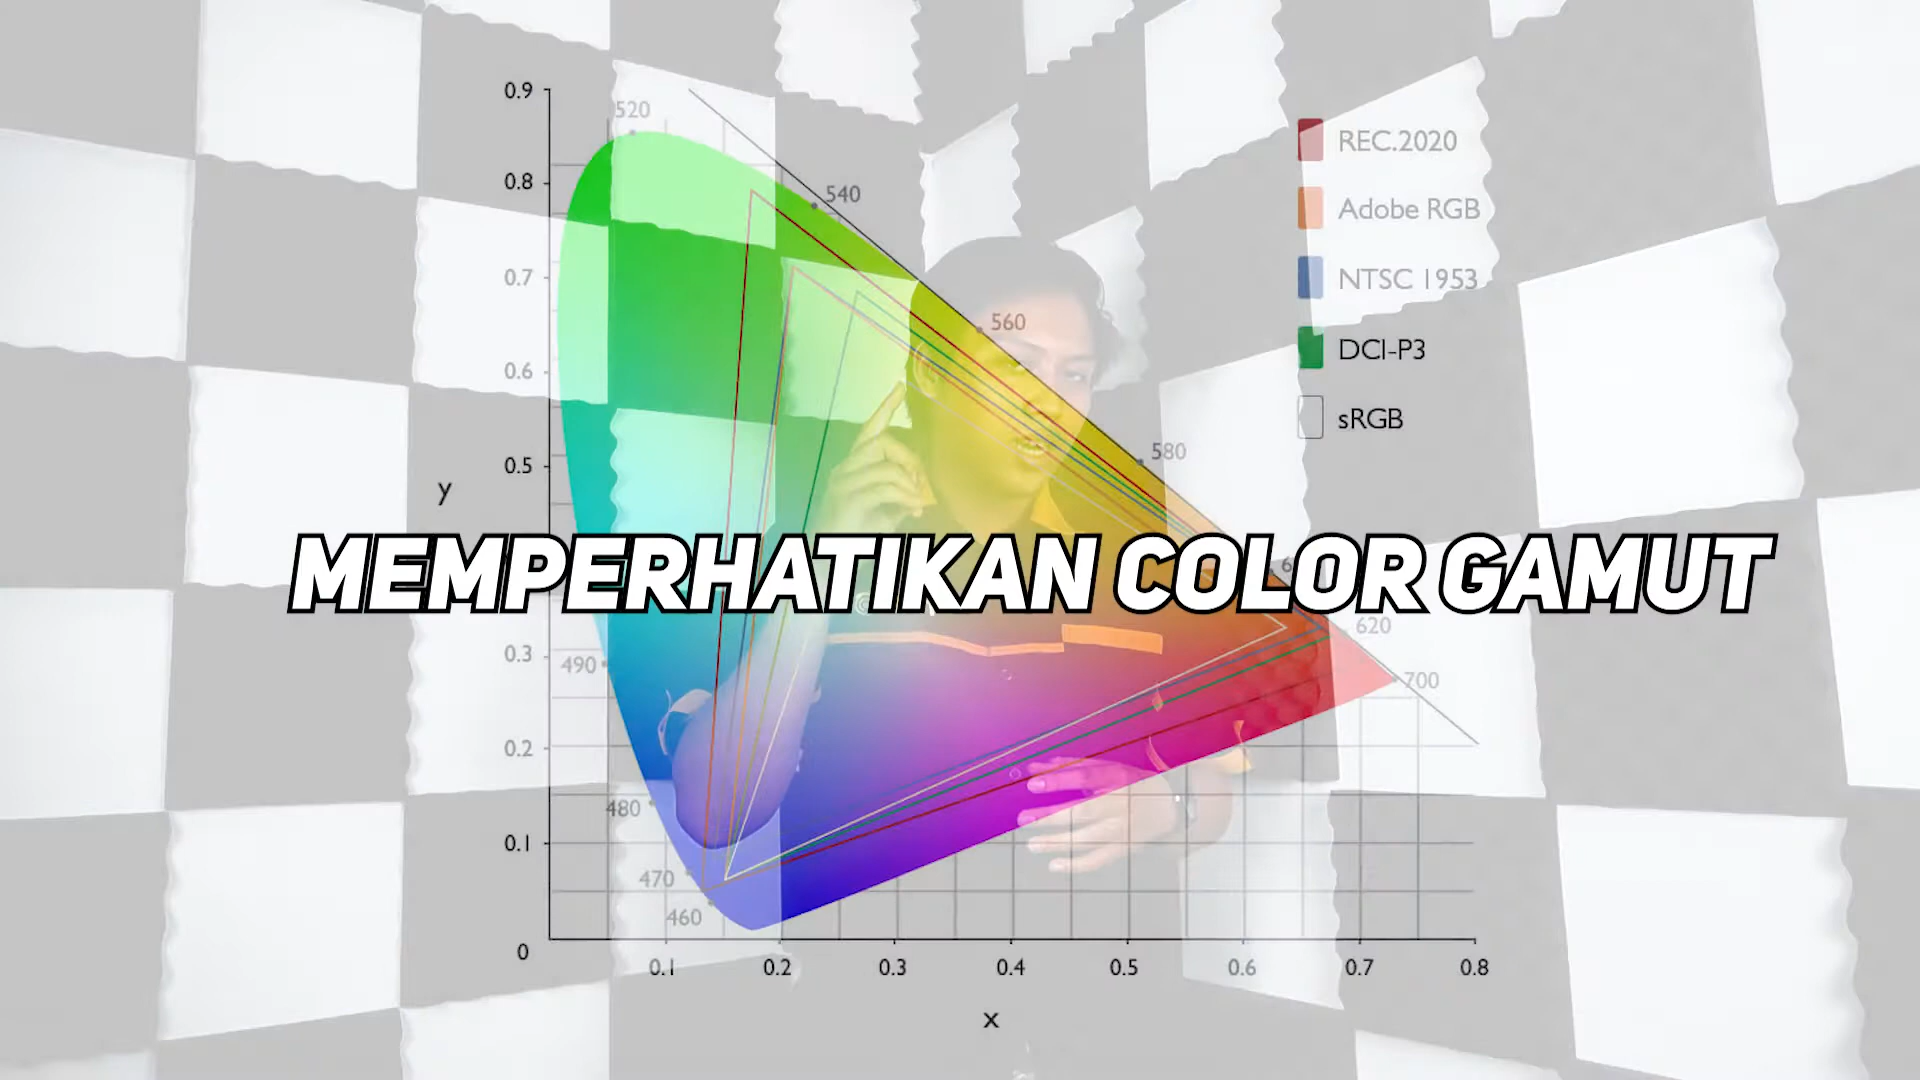 0.9
520
REC.2020
0.8
540
Adobe RGB
0.7
NTSC 1953
560
DCI-P3
0.6
sRGB
580
0.5
y
MEMPERHATIKAN COLOR GAMUT
620
0.3
490
700
0.2
480
0.1
470
460
0
0.1 0.2 0.3 0.4 0.5 0.6 0.7 0.8
x